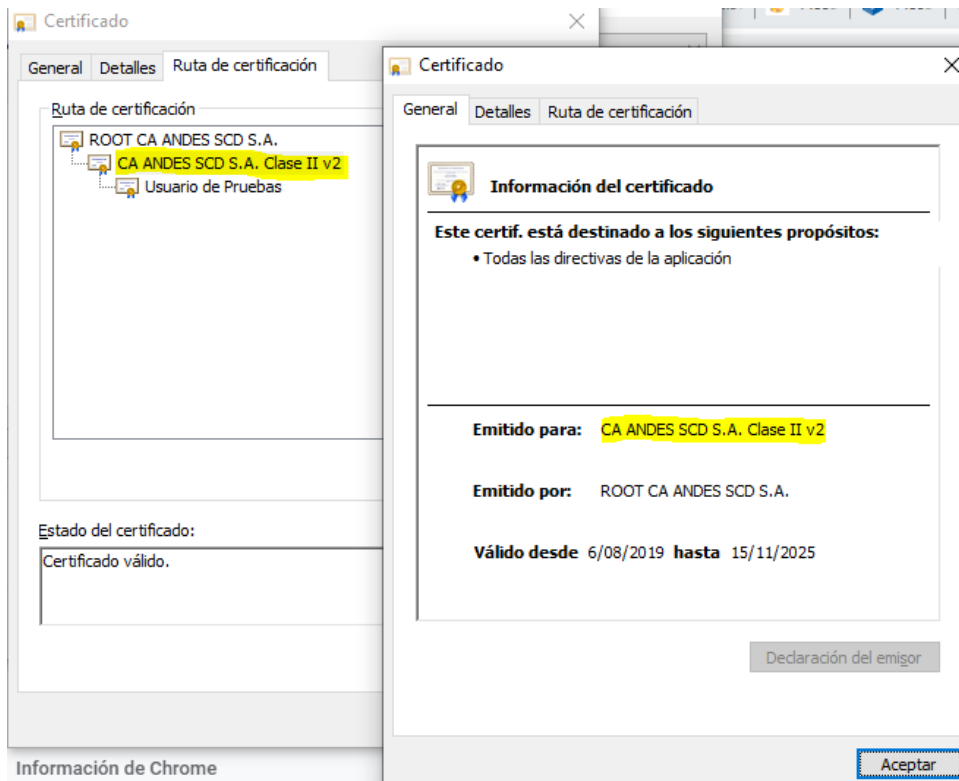 Certificado
General Detalles Ruta de certificación
Ruta de certificación
ROOT CA ANDES SCD S.A.
CA ANDES SCD S.A. Clase II v2
Usuario de Pruebas
Estado del certificado:
Certificado válido.
Información de Chrome
Certificado
General Detalles Ruta de certificación
Información del certificado
Este certif. está destinado a los siguientes propósitos:
• Todas las directivas de la aplicación
Emitido para: CA ANDES SCD S.A. Clase II v2
Emitido por: ROOT CA ANDES SCD S.A.
Válido desde 6/08/2019 hasta 15/11/2025
Declaración del emisor
Aceptar